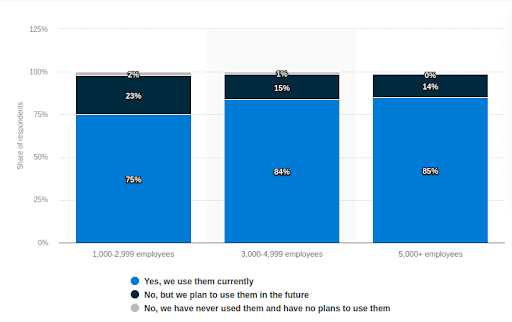 125%
100%
75%
50%
25%
0%
Share of respondents
2%
23%
75%
1%
15%
84%
0%
14%
85%
1,000-2,999 employees
3,000-4,999 employees
5,000+ employees
Yes, we use them currently
No, but we plan to use them in the future
No, we have never used them and have no plans to use them